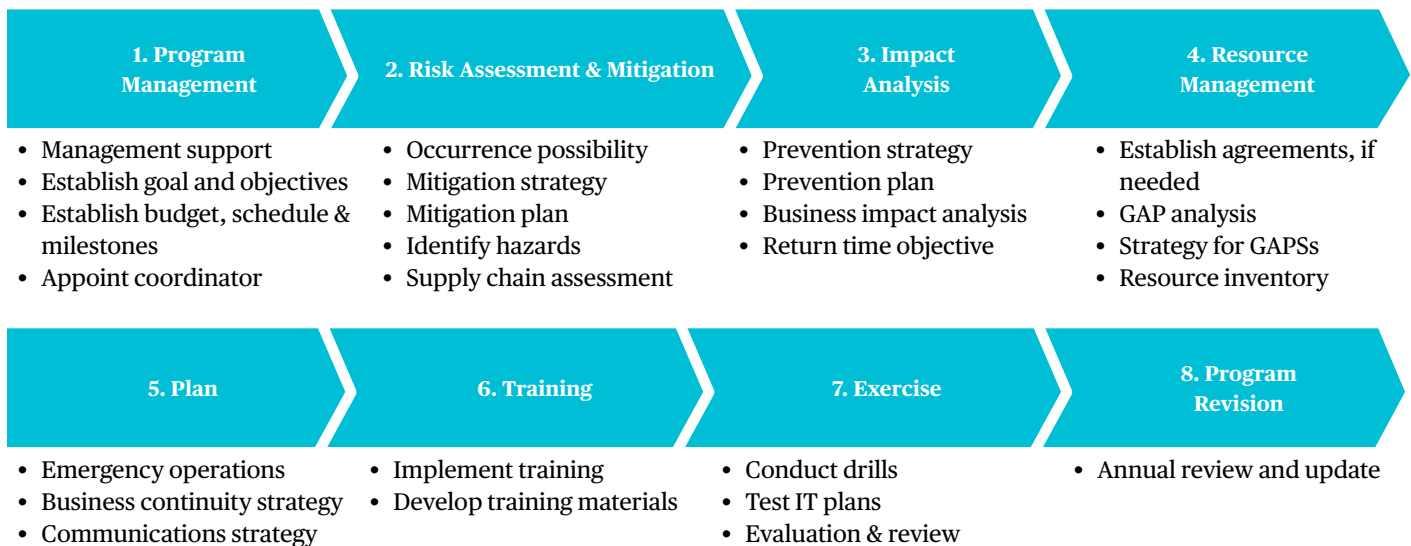 1. Program
Management
2. Risk Assessment & Mitigation
3. Impact
Analysis
4. Resource
Management
• Management support
• Establish goal and objectives
• Establish budget, schedule &
milestones
• Appoint coordinator
• Occurrence possibility
• Mitigation strategy
• Mitigation plan
• Identify hazards
• Supply chain assessment
• Prevention strategy
• Prevention plan
• Business impact analysis
• Return time objective
• Establish agreements, if
needed
• GAP analysis
• Strategy for GAPSs
• Resource inventory
5. Plan
6. Training
7. Exercise
8. Program
Revision
• Emergency operations
• Business continuity strategy
• Communications strategy
• Implement training
• Develop training materials
• Conduct drills
• Test IT plans
• Evaluation & review
• Annual review and update